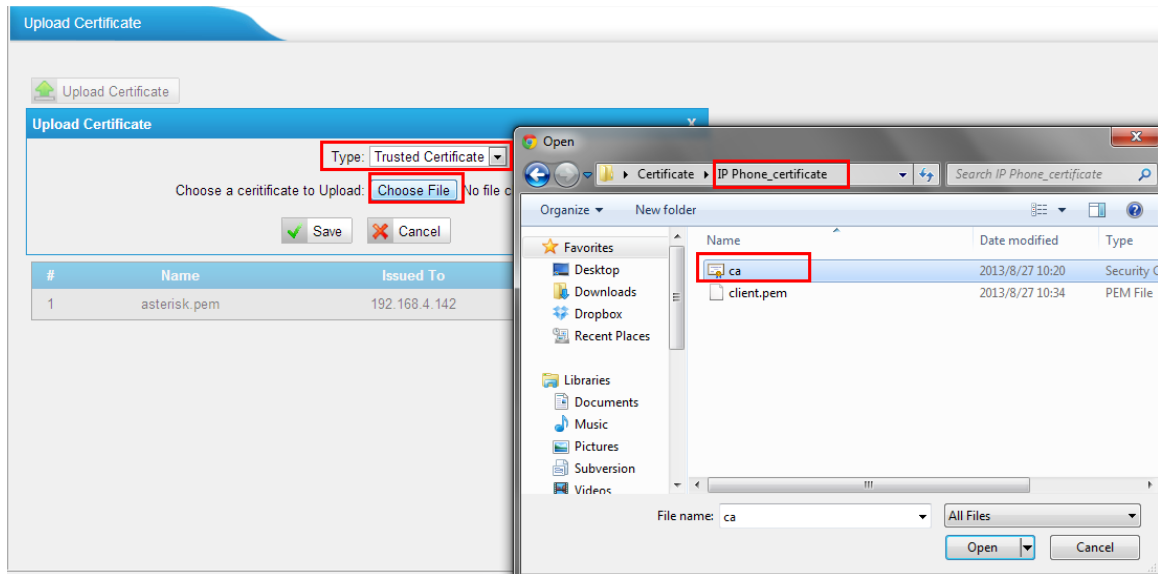 Upload Certificate
Upload Certificate
Upload Certificate X
Type: Trusted Certificate
Choose a ceritificate to Upload: Choose File No file c
Save Cancel
# Name Issued To
1 asterisk.pem 192.168.4.142
Open
Certificate IP Phone_certificate Search IP Phone_certificate
Organize New folder
Favorites
Desktop
Downloads
Dropbox
Recent Places
Libraries
Documents
Music
Pictures
Subversion
Videos
Name Date modified Type
ca 2013/8/27 10:20 Security C
client.pem 2013/8/27 10:34 PEM File
File name: ca All Files
Open Cancel